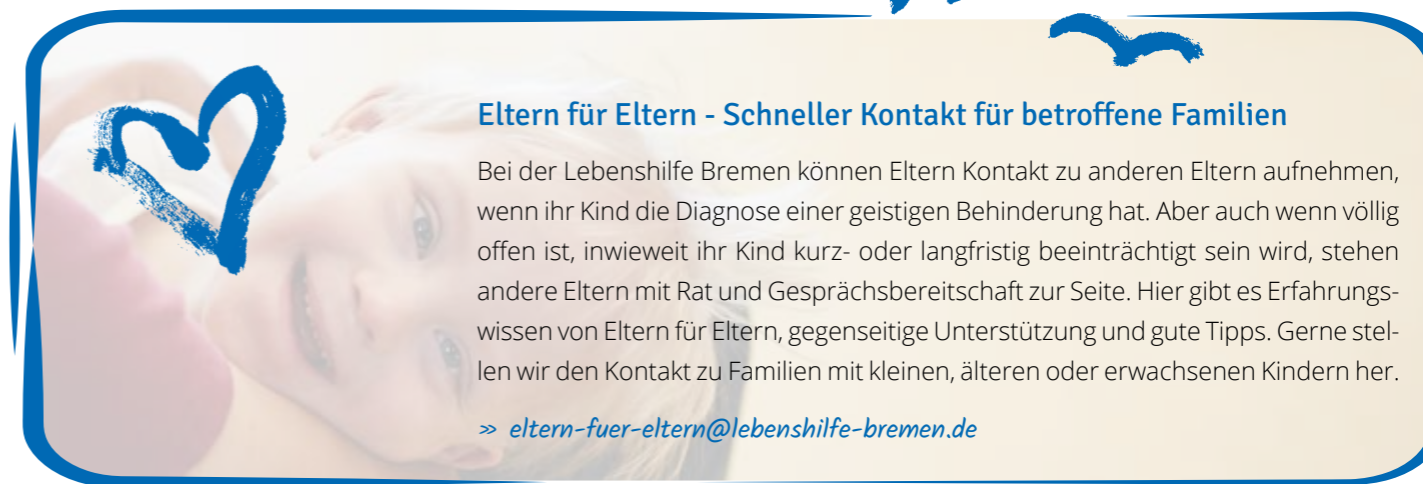 Eltern für Eltern - Schneller Kontakt für betroffene Familien
Bei der Lebenshilfe Bremen können Eltern Kontakt zu anderen Eltern aufnehmen,
wenn ihr Kind die Diagnose einer geistigen Behinderung hat. Aber auch wenn völlig
offen ist, inwieweit ihr Kind kurz- oder langfristig beeinträchtigt sein wird, stehen
andere Eltern mit Rat und Gesprächsbereitschaft zur Seite. Hier gibt es Erfahrungs-
wissen von Eltern für Eltern, gegenseitige Unterstützung und gute Tipps. Gerne stel-
len wir den Kontakt zu Familien mit kleinen, älteren oder erwachsenen Kindern her.
» eltern-fuer-eltern@lebenshilfe-bremen.de